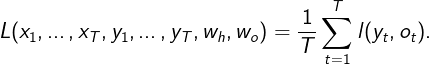 L(x_1, ... , x_T, y_1, ... , y_T, w_h, w_o) = \frac{1}{T} \sum_{t=1}^{T} l(y_t, o_t).